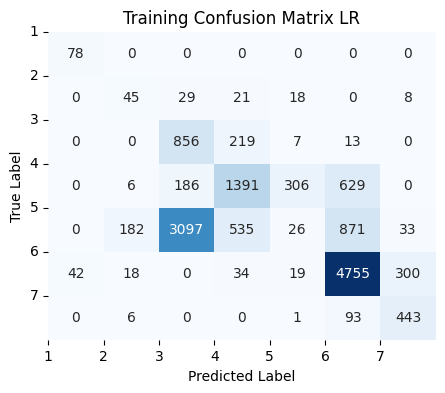 Training Confusion Matrix LR
1
78 0 0 0 0 0 0
2
0 45 29 21 18 0 8
3
0 0 856 219 7 13 0
4
0 6 186 1391 306 629 0
5
0 182 3097 535 26 871 33
6
42 18 0 34 19 4755 300
7
0 6 0 0 1 93 443
True Label
1 2 3 4 5 6 7
Predicted Label